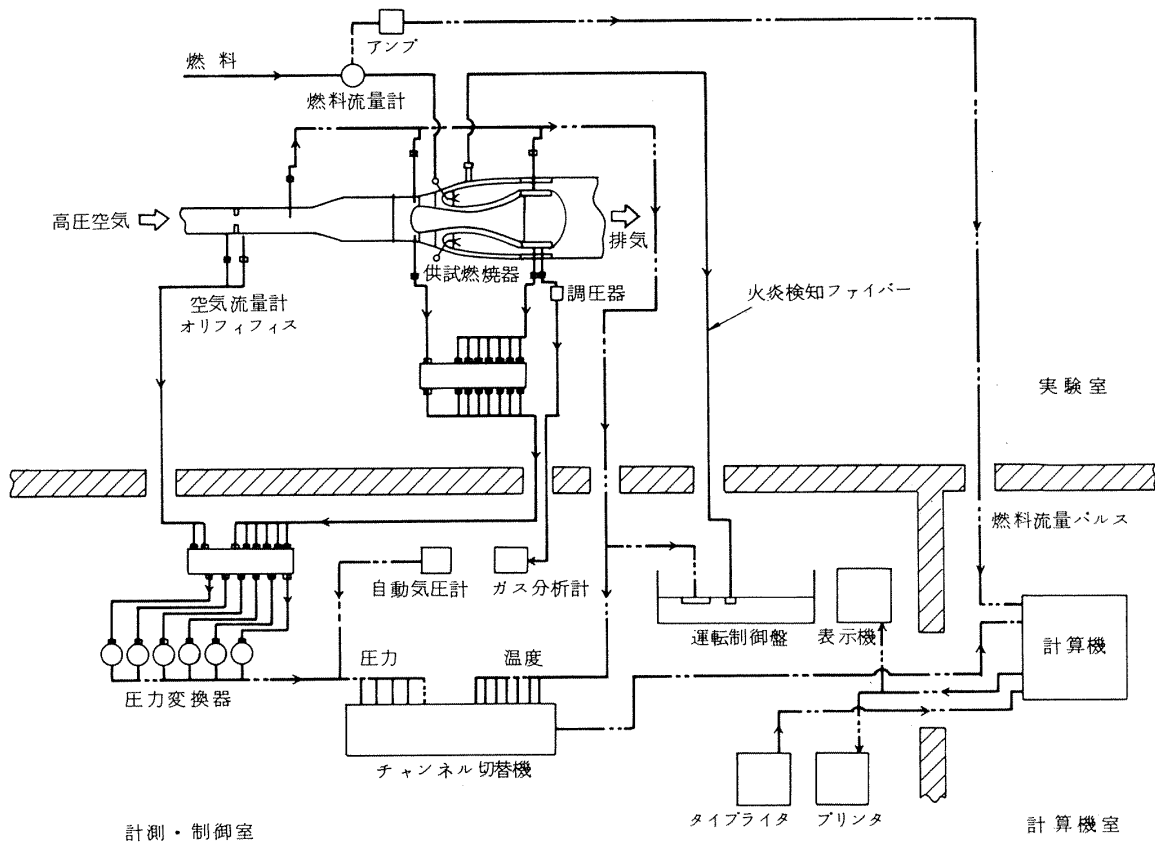 アンプ
燃料
燃料流量計
高圧空気
排気
供試燃焼器
調圧器
空気流量計
オリフィフィス
火炎検知ファイバー
実験室
燃料流量パルス
自動気圧計
ガス分析計
運転制御盤
表示機
計算機
圧力
温度
圧力変換器
チャンネル切替機
タイプライタ
プリンタ
計測・制御室
計算機室